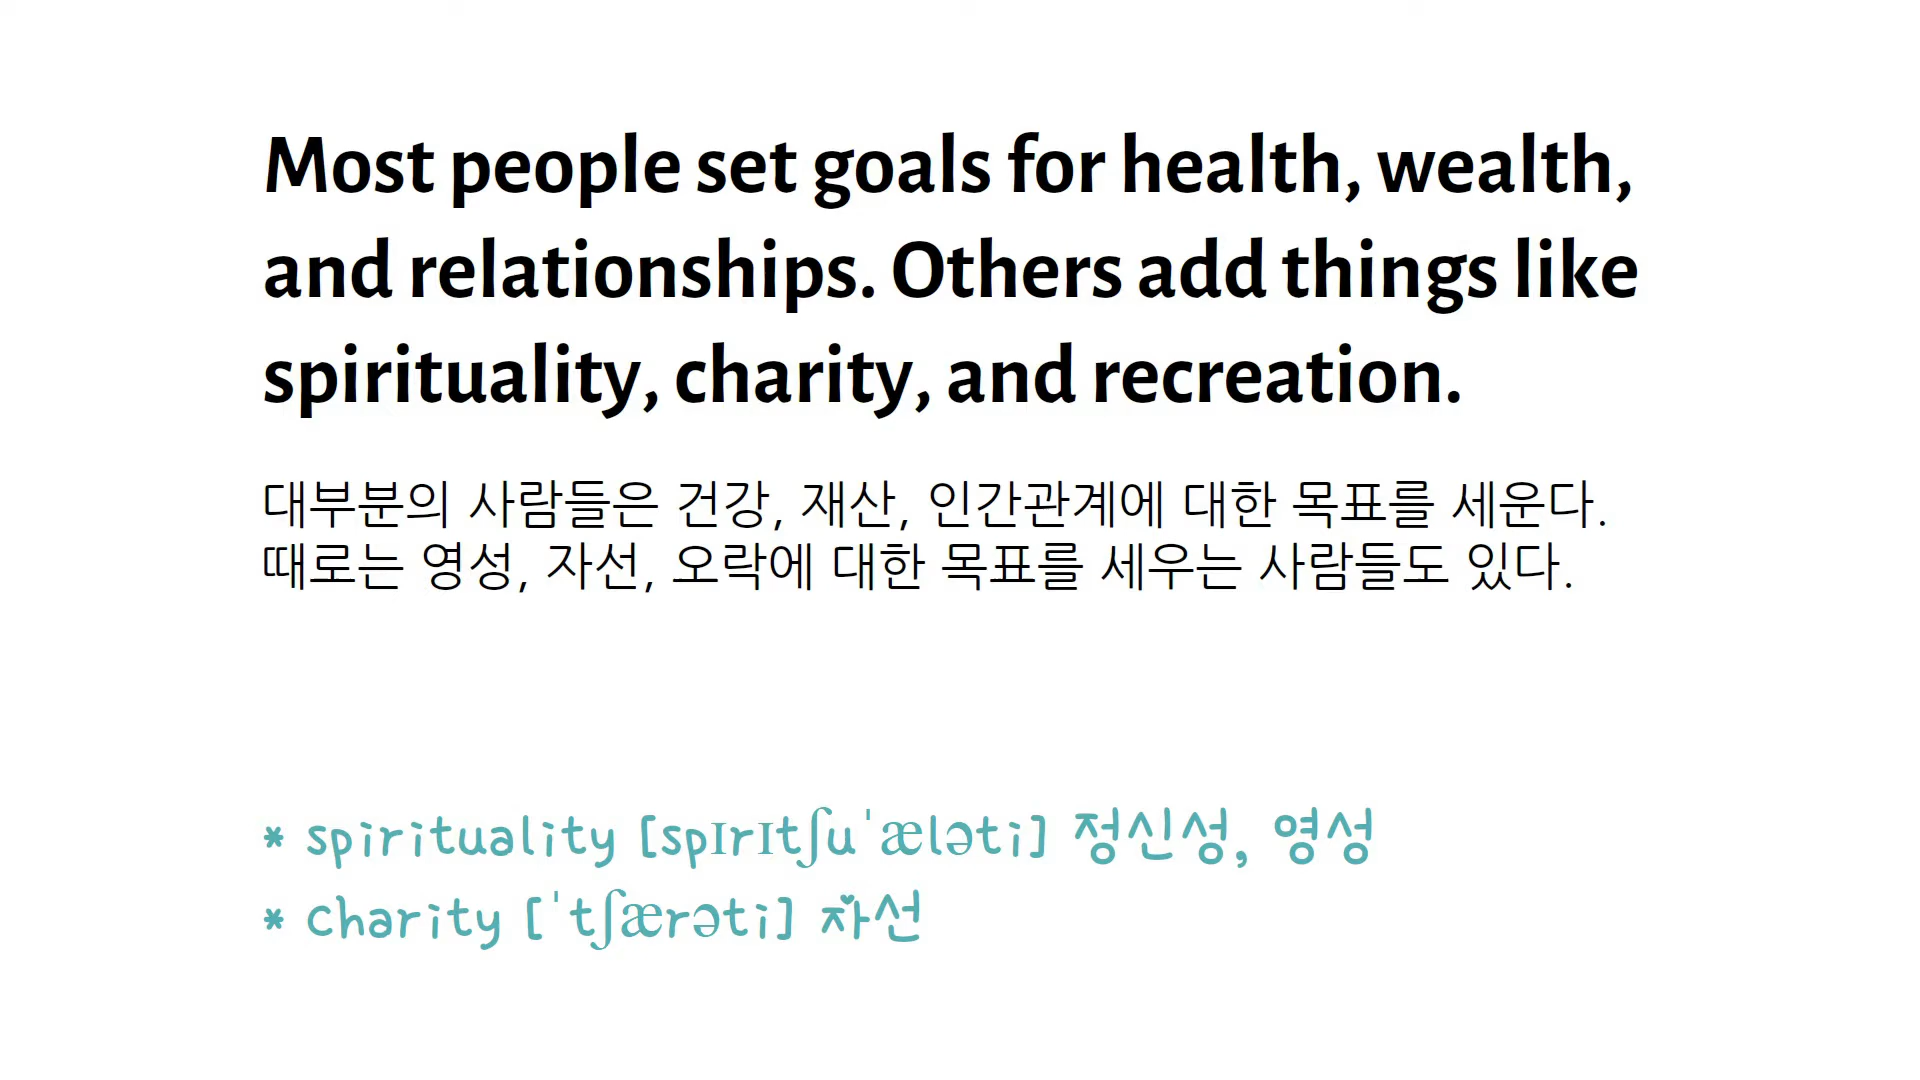 Most people set goals for health, wealth,
and relationships. Others add things like
spirituality, charity, and recreation.
대부분의 사람들은 건강, 재산, 인간관계에 대한 목표를 세운다.
때로는 영성, 자선, 오락에 대한 목표를 세우는 사람들도 있다.
* spirituality [spɪrɪtʃuˈæləti] 정신성, 영성
* charity [ˈtʃærəti] 자선